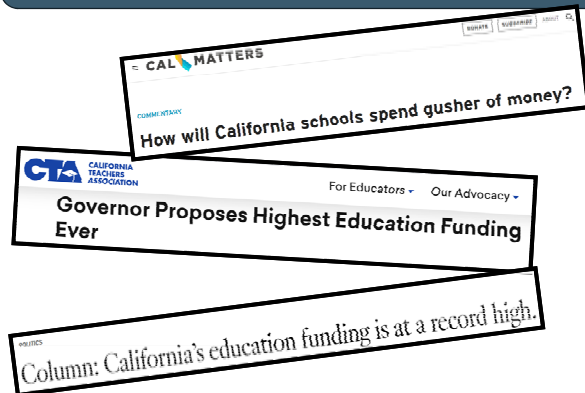 CAL MATTERS
DONATE SUBSCRIBE ABOUT
COMMENTARY
How will California schools spend gusher of money?
CTA CALIFORNIA
TEACHERS
ASSOCIATION
For Educators Our Advocacy
Governor Proposes Highest Education Funding
Ever
POLITICS
Column: California's education funding is at a record high.